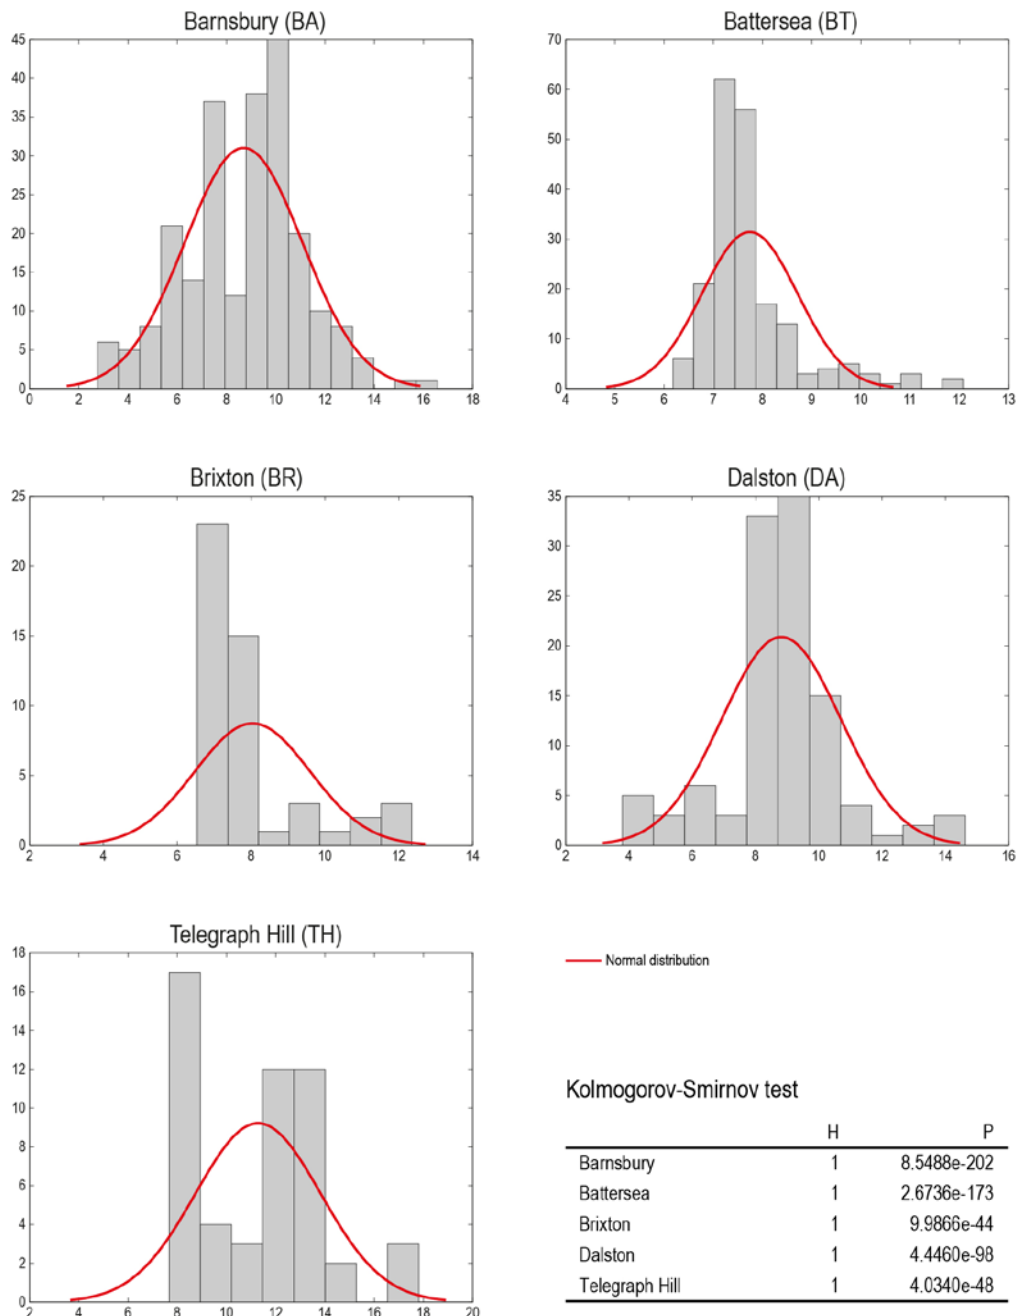 Barnsbury (BA)
45
40
35
30
25
20
15
10
5
0
0 2 4 6 8 10 12 14 16 18
Battersea (BT)
70
60
50
40
30
20
10
0
4 5 6 7 8 9 10 11 12 13
Brixton (BR)
25
20
15
10
5
0
2 4 6 8 10 12 14
Dalston (DA)
35
30
25
20
15
10
5
0
2 4 6 8 10 12 14 16
Telegraph Hill (TH)
18
16
14
12
10
8
6
4
2
0
2 4 6 8 10 12 14 16 18 20
Normal distribution
Kolmogorov-Smirnov test
H P
Barnsbury 1 8.5488e-202
Battersea 1 2.6736e-173
Brixton 1 9.9866e-44
Dalston 1 4.4460e-98
Telegraph Hill 1 4.0340e-48